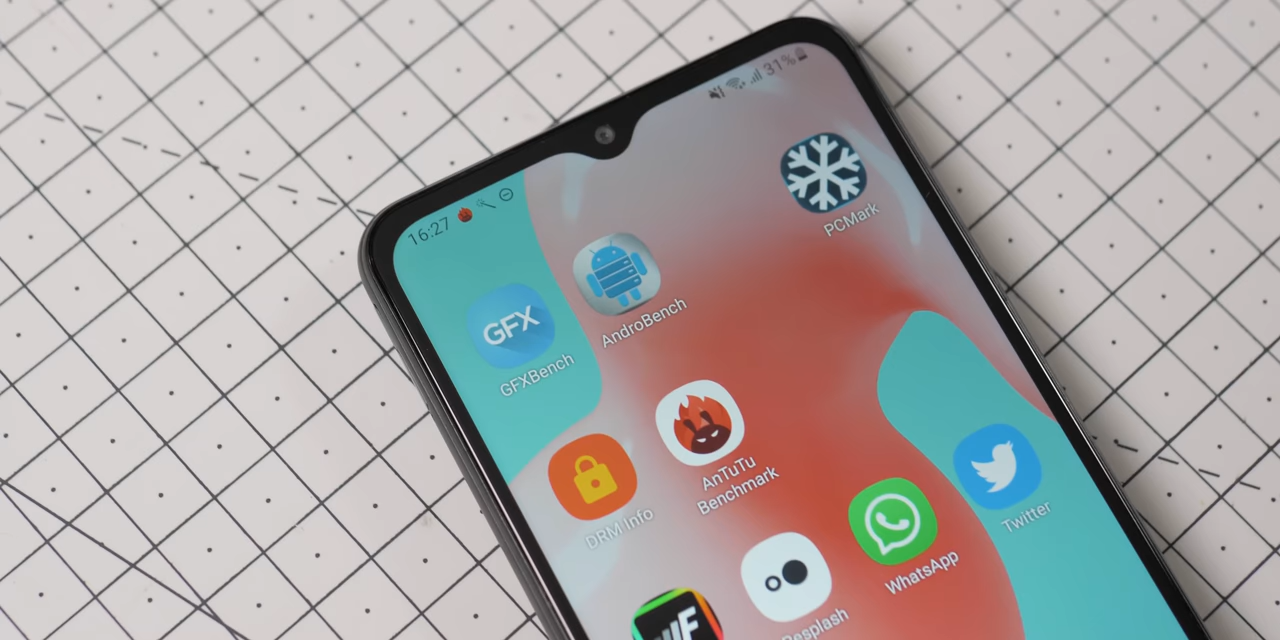 16:27
31%
PCMark
AndroBench
GFX
GFXBench
AnTuTu
Benchmark
DRM Info
Twitter
WhatsApp